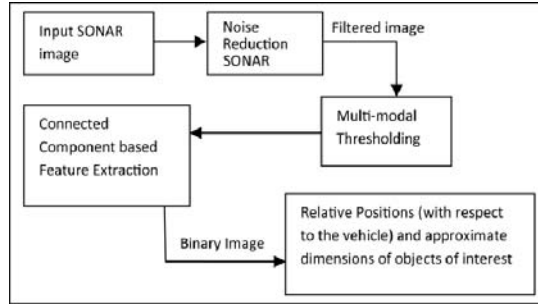 Input SONAR
image
Noise
Reduction
SONAR
Filtered image
Multi-modal
Thresholding
Connected
Component based
Feature Extraction
Binary Image
Relative Positions (with respect
to the vehicle) and approximate
dimensions of objects of interest